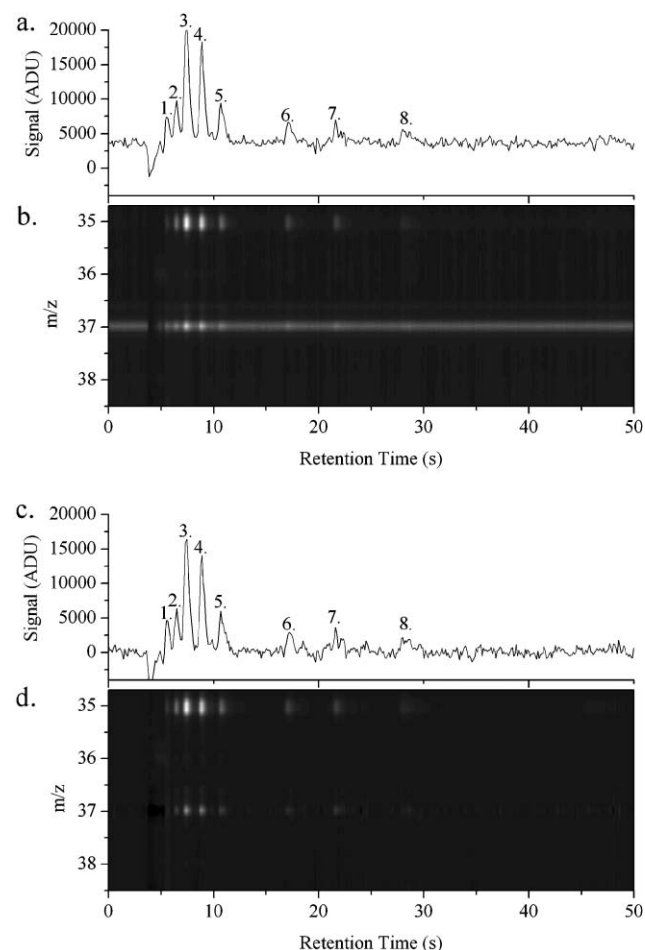 a.
20000
15000
10000
5000
0
Signal (ADU)
1.
2.
3.
4.
5.
6.
7.
8.
b.
35
36
37
38
m/z
0 10 20 30 40 50
Retention Time (s)
c.
20000
15000
10000
5000
0
Signal (ADU)
1.
2.
3.
4.
5.
6.
7.
8.
d.
35
36
37
38
m/z
0 10 20 30 40 50
Retention Time (s)